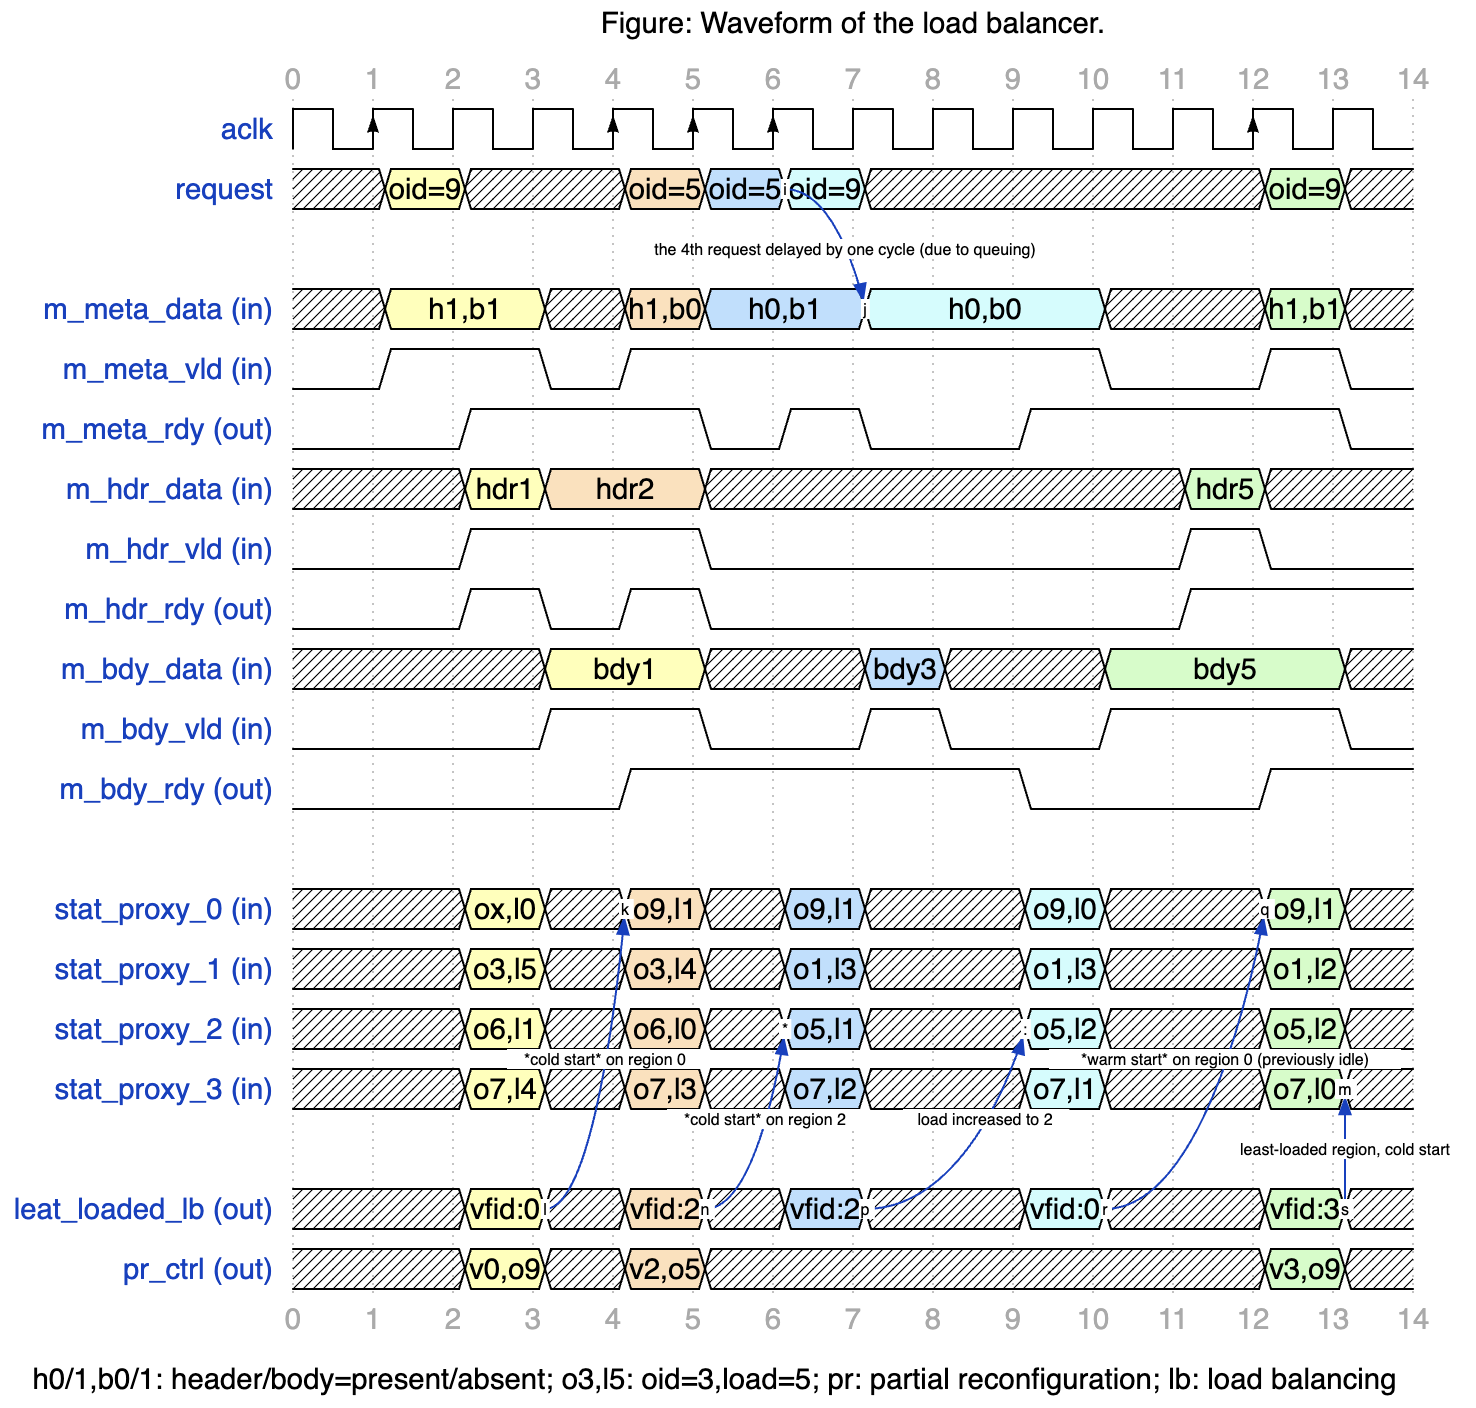 Figure: Waveform of the load balancer.
0 1 2 3 4 5 6 7 8 9 10 11 12 13 14
aclk
request oid=9 oid=5 oid=5 i oid=9 oid=9
the 4th request delayed by one cycle (due to queuing)
m_meta_data (in) h1,b1 h1,b0 h0,b1 j h0,b0 h1,b1
m_meta_vld (in)
m_meta_rdy (out)
m_hdr_data (in) hdr1 hdr2 hdr5
m_hdr_vld (in)
m_hdr_rdy (out)
m_bdy_data (in) bdy1 bdy3 bdy5
m_bdy_vld (in)
m_bdy_rdy (out)
stat_proxy_0 (in) ox,l0 k o9,l1 o9,l1 o9,l0 q o9,l1
stat_proxy_1 (in) o3,l5 o3,l4 o1,l3 o1,l3 o1,l2
stat_proxy_2 (in) o6,l1 o6,l0 * o5,l1 : o5,l2 o5,l2
*cold start* on region 0 *warm start* on region 0 (previously idle)
stat_proxy_3 (in) o7,l4 o7,l3 o7,l2 o7,l1 o7,l0 m
*cold start* on region 2 load increased to 2
least-loaded region, cold start
leat_loaded_lb (out) vfid:0 l vfid:2 n vfid:2 p vfid:0 r vfid:3 s
pr_ctrl (out) v0,o9 v2,o5 v3,o9
0 1 2 3 4 5 6 7 8 9 10 11 12 13 14
h0/1,b0/1: header/body=present/absent; o3,l5: oid=3,load=5; pr: partial reconfiguration; lb: load balancing